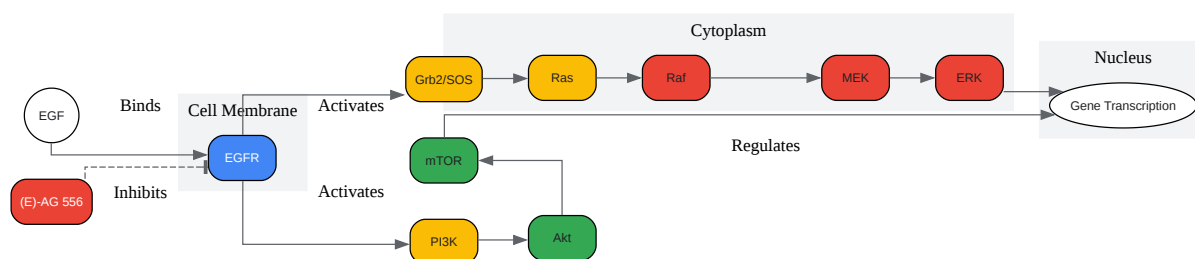 Cytoplasm
Nucleus
Cell Membrane
Binds
Activates
Grb2/SOS
Ras
Raf
MEK
ERK
Gene Transcription
EGF
EGFR
mTOR
Regulates
(E)-AG 556
Inhibits
Activates
PI3K
Akt